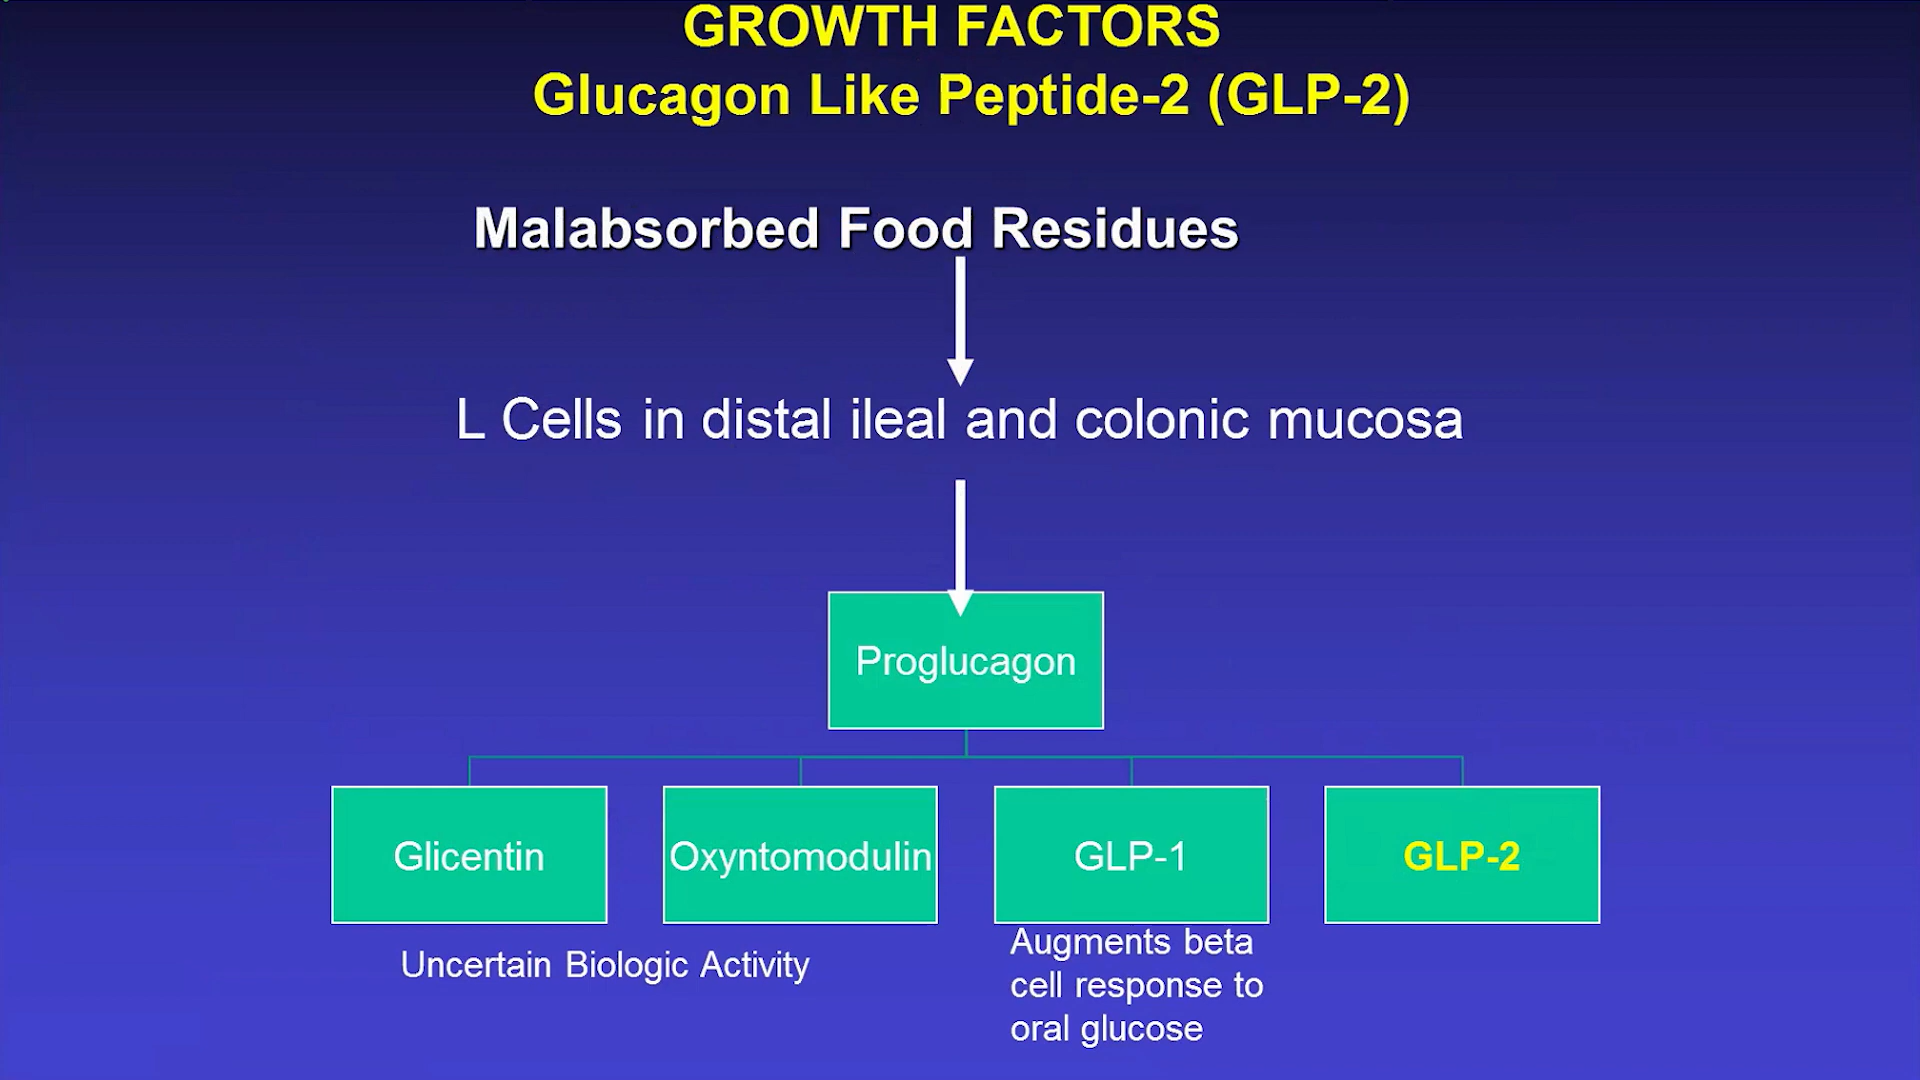 GROWTH FACTORS
Glucagon Like Peptide-2 (GLP-2)
Malabsorbed Food Residues
L Cells in distal ileal and colonic mucosa
Proglucagon
Glicentin
Oxyntomodulin
GLP-1
GLP-2
Uncertain Biologic Activity
Augments beta
cell response to
oral glucose